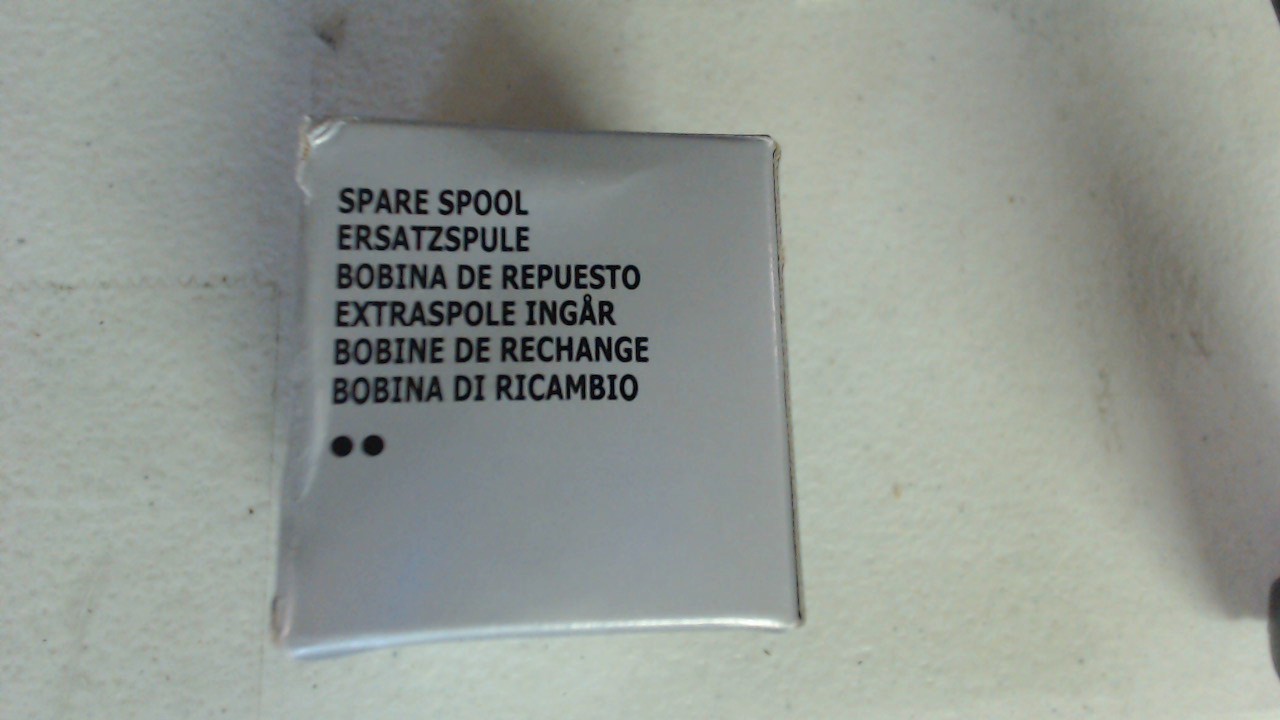 SPARE SPOOL
ERSATZSPULE
BOBINA DE REPUESTO
EXTRASPOLE INGÅR
BOBINE DE RECHANGE
BOBINA DI RICAMBIO